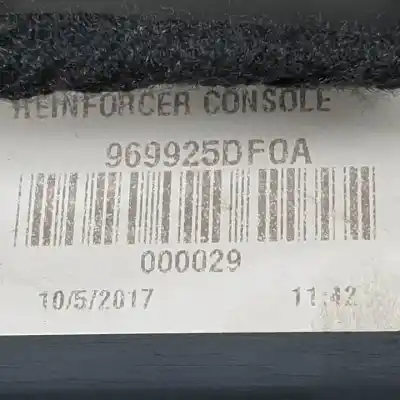 REINFORCER CONSOLE
969925DF0A
000029
10/5/2017 11:42